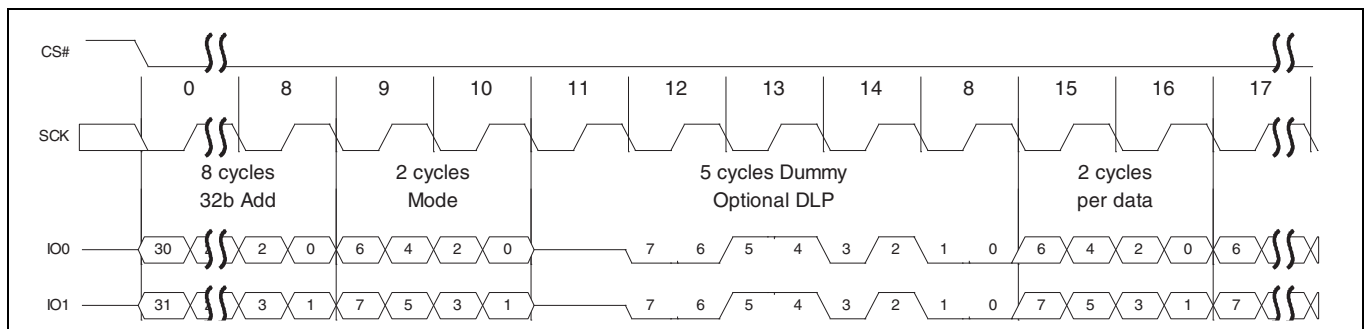 CS#
0 8 9 10 11 12 13 14 8 15 16 17
SCK
8 cycles 2 cycles 5 cycles Dummy 2 cycles
32b Add Mode Optional DLP per data
IO0 30 2 0 6 4 2 0 7 6 5 4 3 2 1 0 6 4 2 0 6
IO1 31 3 1 7 5 3 1 7 6 5 4 3 2 1 0 7 5 3 1 7